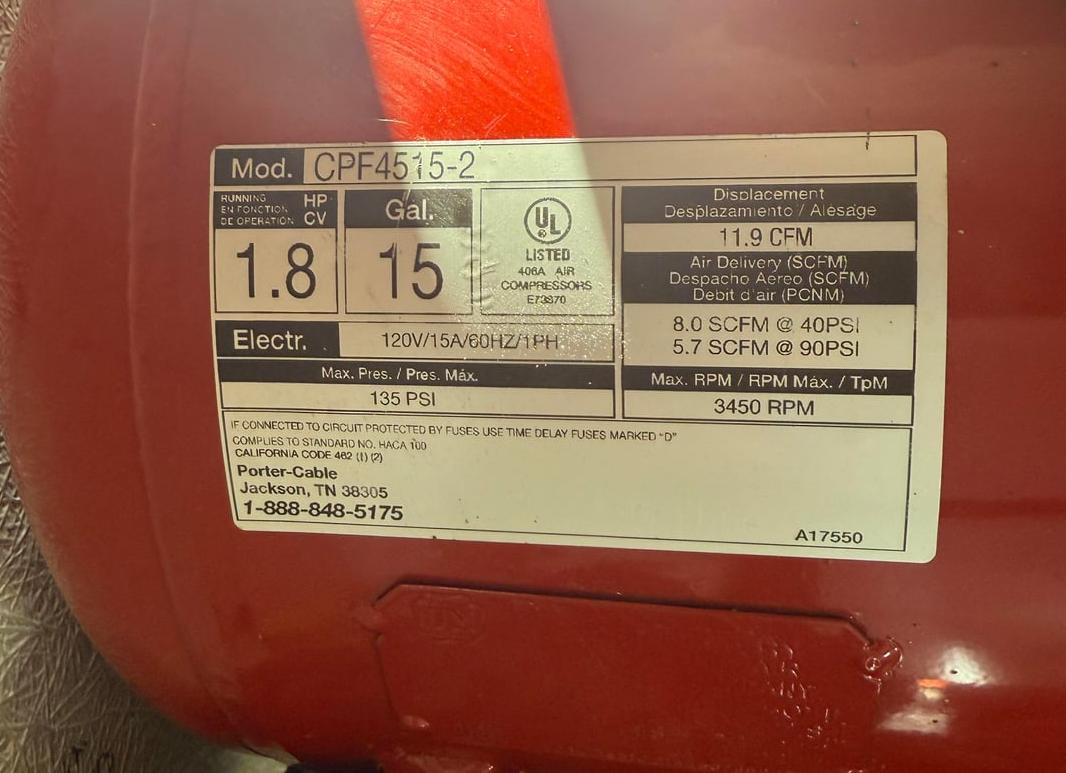 Mod. CPF4515-2
RUNNING HP
EN FONCTION CV
DE OPERATION
1.8
Gal.
15
UL
LISTED
406A AIR
COMPRESSORS
E73870
Displacement
Desplazamiento / Alésage
11.9 CFM
Air Delivery (SCFM)
Despacho Aéreo (SCFM)
Debit d'air (PCNM)
8.0 SCFM @ 40PSI
5.7 SCFM @ 90PSI
Electr. 120V/15A/60HZ/1PH
Max. Pres. / Pres. Máx.
135 PSI
Max. RPM / RPM Máx. / TpM
3450 RPM
IF CONNECTED TO CIRCUIT PROTECTED BY FUSES USE TIME DELAY FUSES MARKED "D"
COMPLIES TO STANDARD NO. HACA 100
CALIFORNIA CODE 462 (l) (2)
Porter-Cable
Jackson, TN 38305
1-888-848-5175
A17550